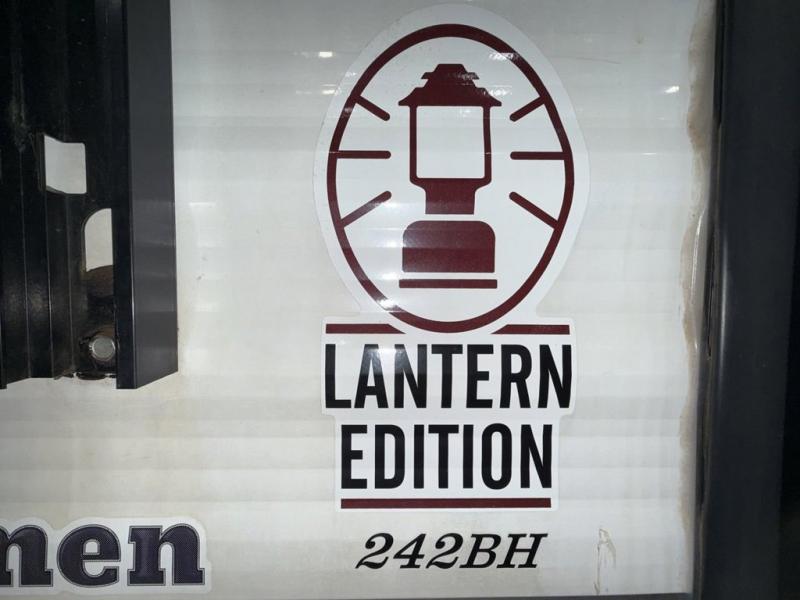 LANTERN
EDITION
men
242BH